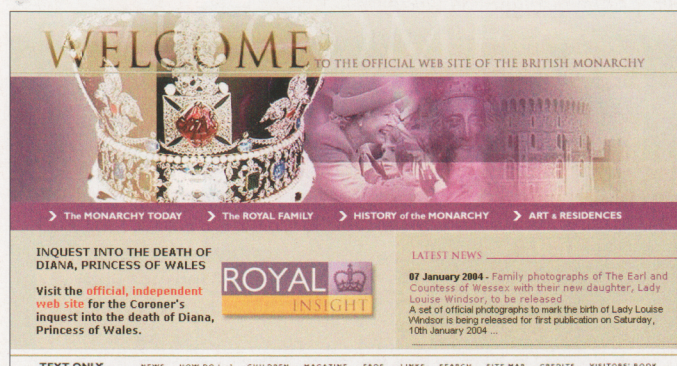 WELCOME TO THE OFFICIAL WEB SITE OF THE BRITISH MONARCHY
The MONARCHY TODAY
The ROYAL FAMILY
HISTORY of the MONARCHY
ART & RESIDENCES
INQUEST INTO THE DEATH OF
DIANA, PRINCESS OF WALES
Visit the official, independent
web site for the Coroner's
inquest into the death of Diana,
Princess of Wales.
ROYAL
INSIGHT
LATEST NEWS
07 January 2004 - Family photographs of The Earl and
Countess of Wessex with their new daughter, Lady
Louise Windsor, to be released
A set of official photographs to mark the birth of Lady Louise
Windsor is being released for first publication on Saturday,
10th January 2004 ...
TEXT ONLY NEWS HOW DO I ...? CHILDREN MAGAZINE FAQS LINKS SEARCH SITE MAP CREDITS VISITORS' BOOK